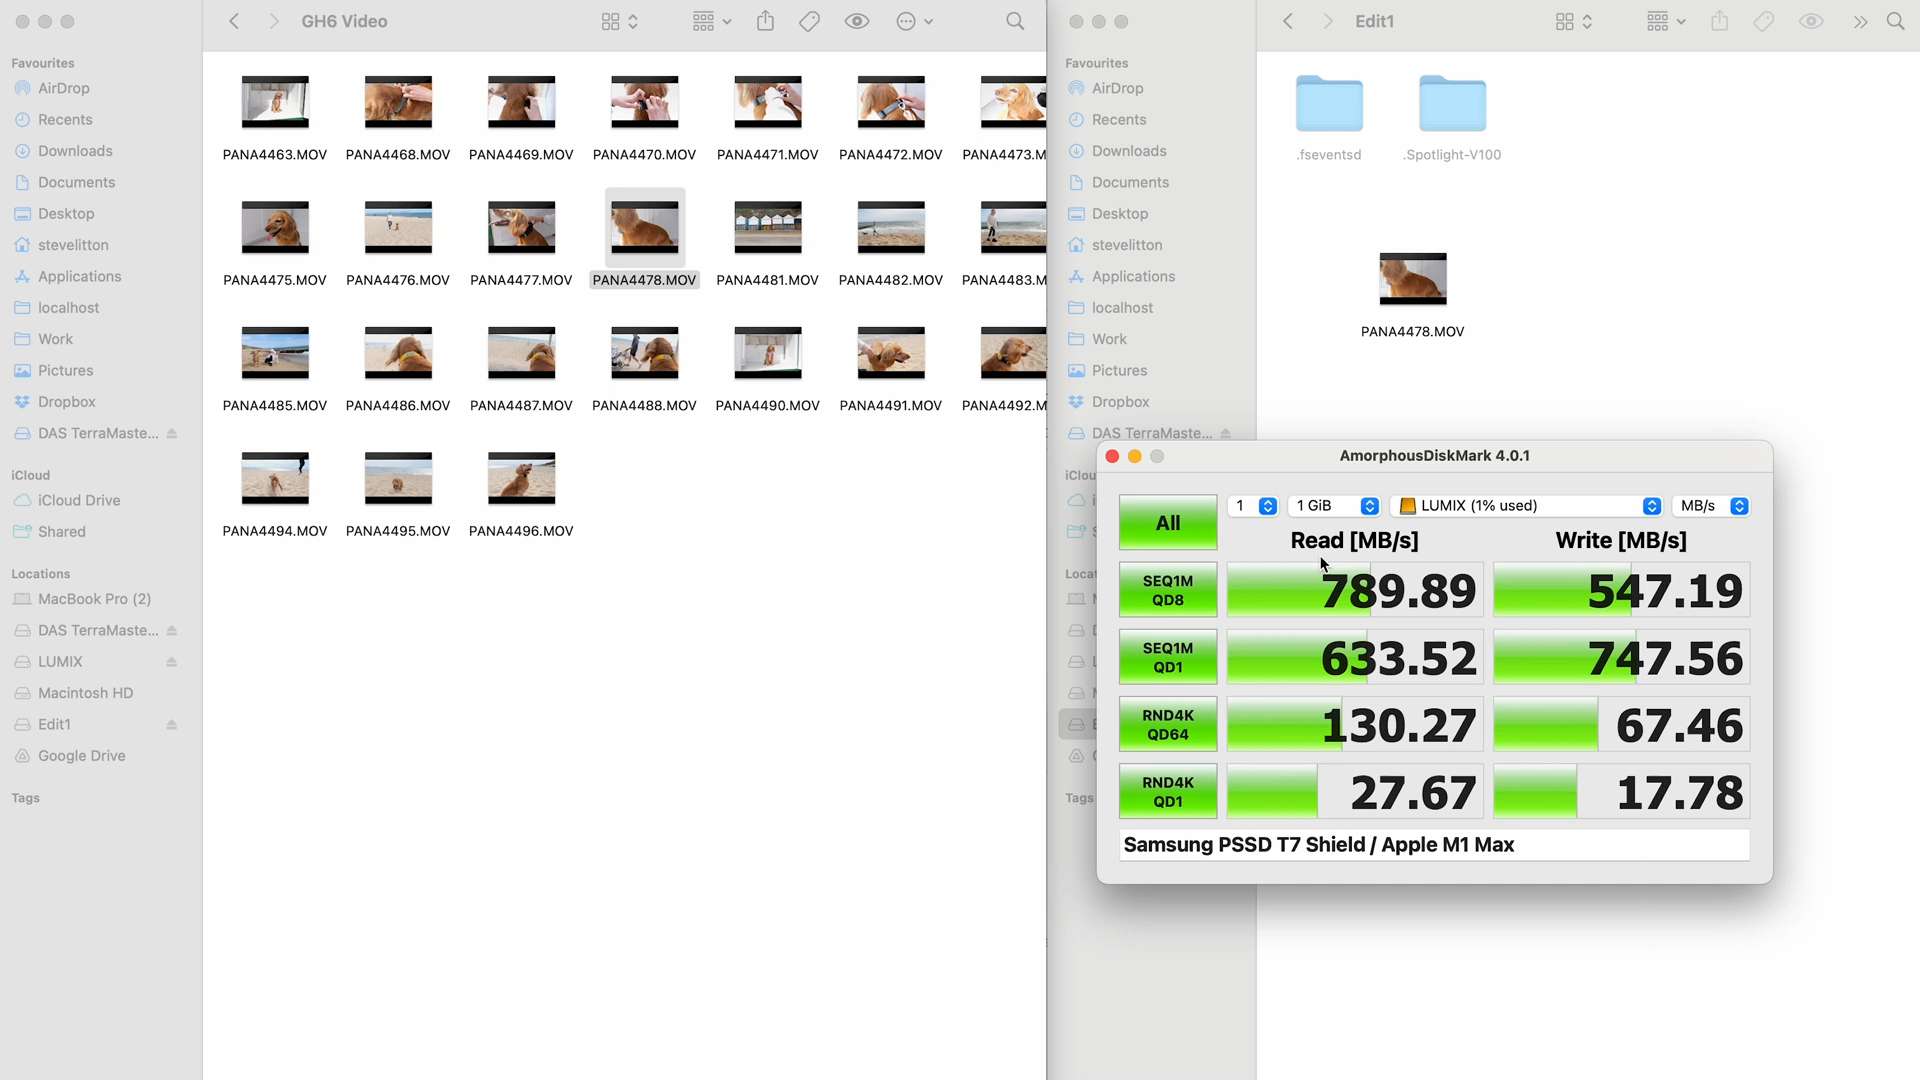 GH6 Video
Favourites
AirDrop
Recents
Downloads
Documents
Desktop
stevelitton
Applications
localhost
Work
Pictures
Dropbox
DAS TerraMaste...
iCloud
iCloud Drive
Shared
Locations
MacBook Pro (2)
DAS TerraMaste...
LUMIX
Macintosh HD
Edit1
Google Drive
Tags
PANA4463.MOV PANA4468.MOV PANA4469.MOV PANA4470.MOV PANA4471.MOV PANA4472.MOV PANA4473.M
PANA4475.MOV PANA4476.MOV PANA4477.MOV PANA4478.MOV PANA4481.MOV PANA4482.MOV PANA4483.M
PANA4485.MOV PANA4486.MOV PANA4487.MOV PANA4488.MOV PANA4490.MOV PANA4491.MOV PANA4492.M
PANA4494.MOV PANA4495.MOV PANA4496.MOV
Edit1
Favourites
AirDrop
Recents
Downloads
Documents
Desktop
stevelitton
Applications
localhost
Work
Pictures
Dropbox
DAS TerraMaste...
iClou
Locat
Tags
.fseventsd .Spotlight-V100
PANA4478.MOV
AmorphousDiskMark 4.0.1
All 1 1 GiB LUMIX (1% used) MB/s
Read [MB/s] Write [MB/s]
SEQ1M
QD8
789.89 547.19
SEQ1M
QD1
633.52 747.56
RND4K
QD64
130.27 67.46
RND4K
QD1
27.67 17.78
Samsung PSSD T7 Shield / Apple M1 Max